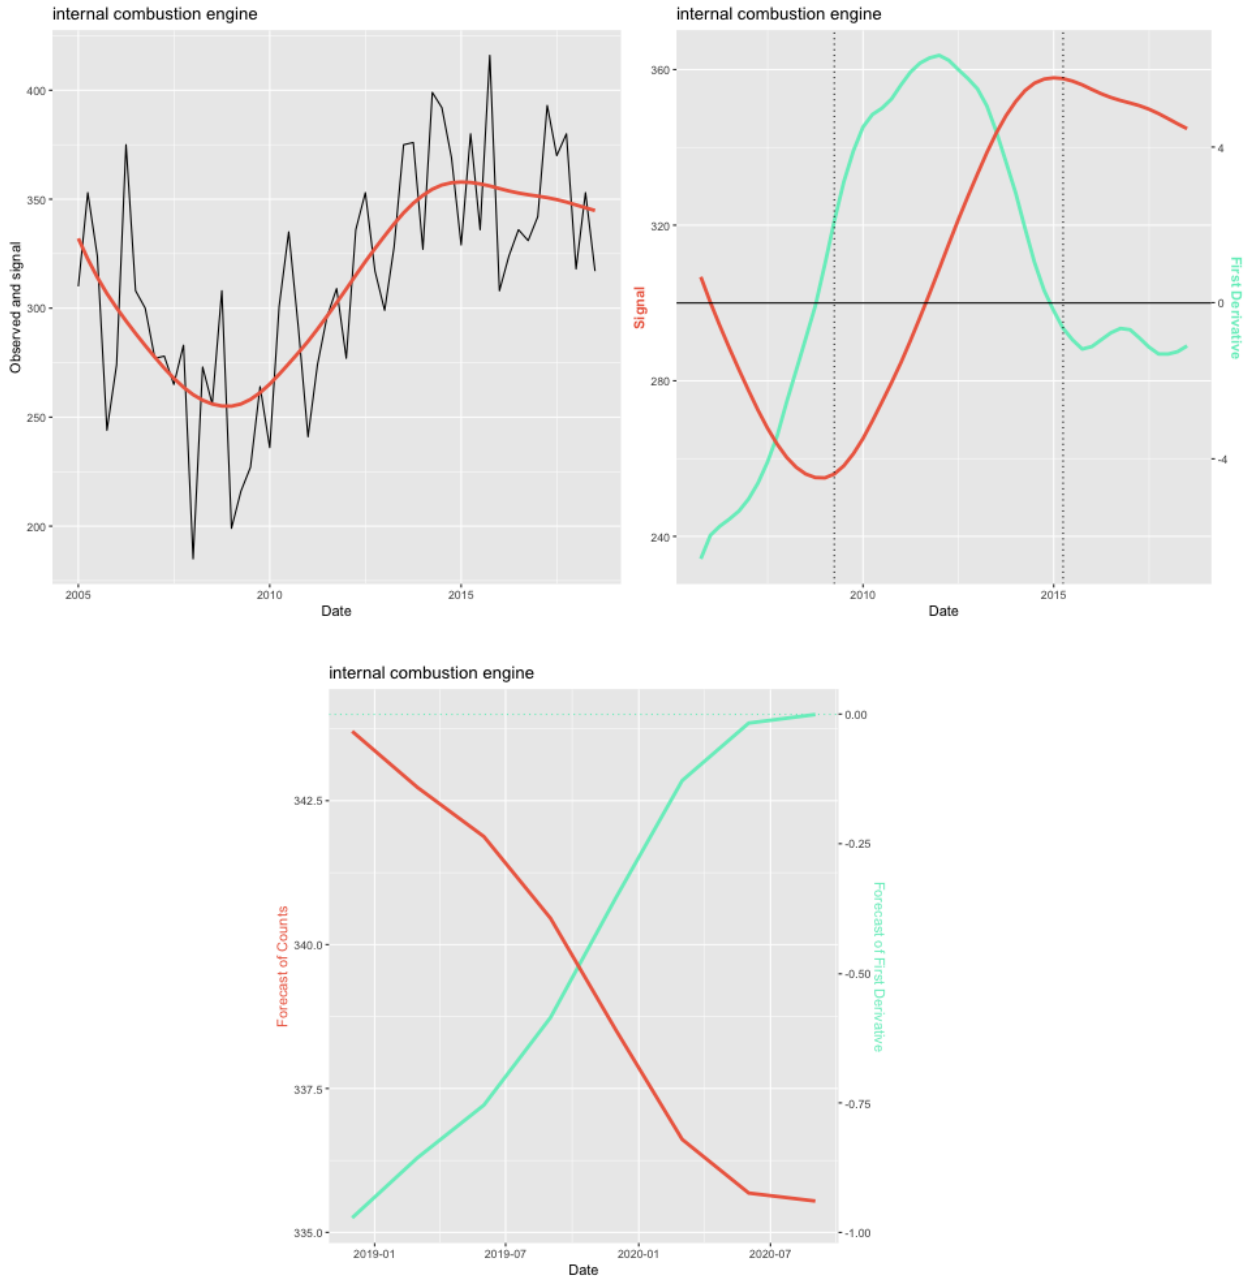 internal combustion engine
400
350
300
250
200
Observed and signal
2005
2010
2015
Date
internal combustion engine
360
320
280
240
Signal
4
0
-4
First Derivative
2010
2015
Date
internal combustion engine
342.5
340.0
337.5
335.0
Forecast of Counts
0.00
-0.25
-0.50
-0.75
-1.00
Forecast of First Derivative
2019-01
2019-07
2020-01
2020-07
Date